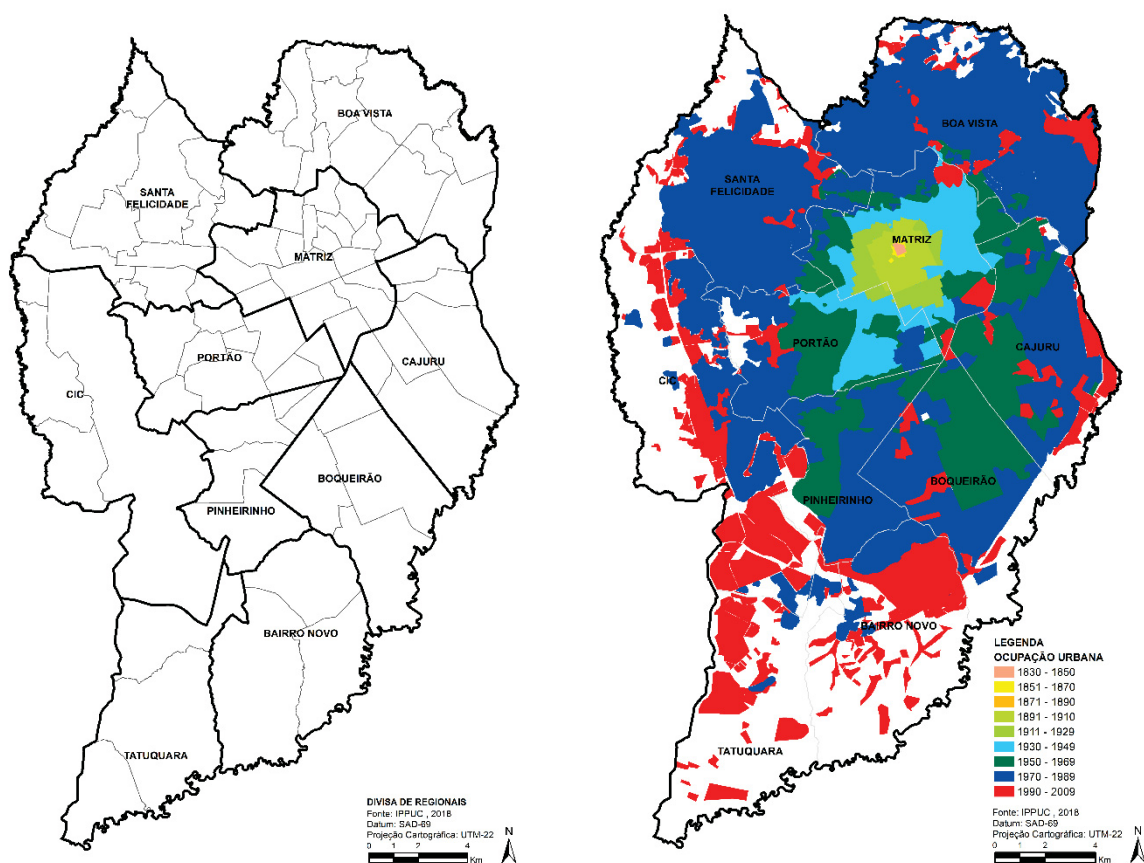 BOA VISTA
SANTA
FELICIDADE
MATRIZ
PORTÃO
CAJURU
CIC
BOQUEIRÃO
PINHEIRINHO
BAIRRO NOVO
TATUQUARA
DIVISA DE REGIONAIS
Fonte: IPPUC , 2018
Datum: SAD-69
Projeção Cartográfica: UTM-22
N
0 1 2 4
Km
BOA VISTA
SANTA
FELICIDADE
MATRIZ
PORTÃO
CAJURU
CIC
BOQUEIRÃO
PINHEIRINHO
BAIRRO NOVO
TATUQUARA
LEGENDA
OCUPAÇÃO URBANA
1830 - 1850
1851 - 1870
1871 - 1890
1891 - 1910
1911 - 1929
1930 - 1949
1950 - 1969
1970 - 1989
1990 - 2009
Fonte: IPPUC , 2018
Datum: SAD-69
Projeção Cartográfica: UTM-22
N
0 1 2 4
Km